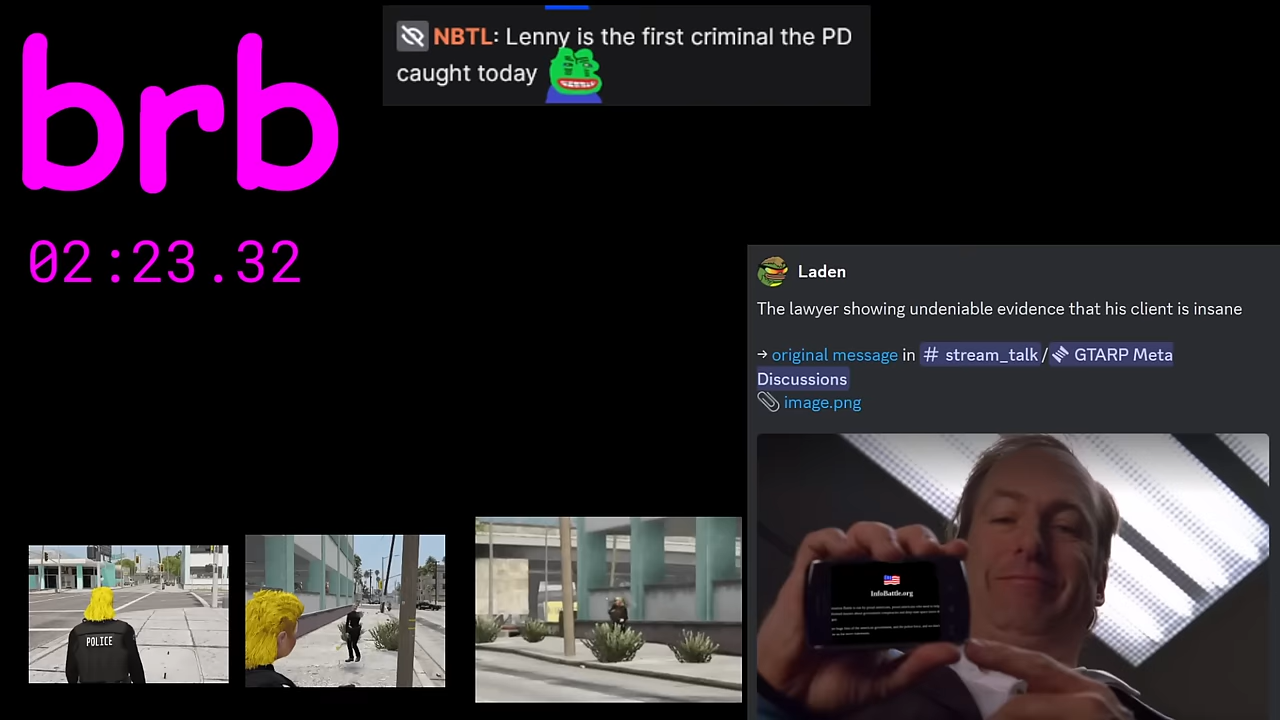 brb
02:23.32
NBTL: Lenny is the first criminal the PD
caught today
Laden
The lawyer showing undeniable evidence that his client is insane
→ original message in # stream_talk / GTARP Meta
Discussions
image.png
POLICE
InfoBattle.org